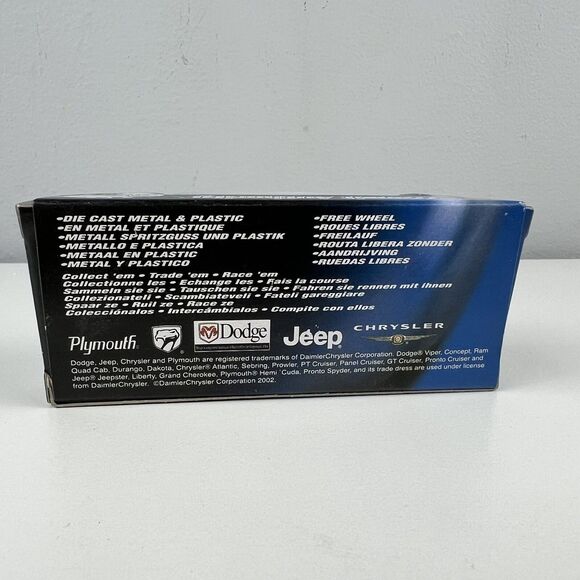 •DIE CAST METAL & PLASTIC
•EN METAL ET PLASTIQUE
•METALL SPRITZGUSS UND PLASTIK
•METALLO E PLASTICA
•METAAL EN PLASTIC
•METAL Y PLASTICO
•FREE WHEEL
•ROUES LIBRES
•FREILAUF
•ROUTA LIBERA ZONDER
•AANDRIJVING
•RUEDAS LIBRES
Collect 'em • Trade 'em • Race 'em
Collectionne les • Echange les • Fais la course
Sammeln sie sie • Tauschen sie sie • Fahren sie rennen mit ihnen
Collezionateli • Scambiateveli • Fateli gareggiare
Spaar ze • Ruil ze • Race ze
Colecciónalos • Intercámbialos • Compite con ellos
Plymouth
Dodge
Jeep
CHRYSLER
Dodge, Jeep, Chrysler and Plymouth are registered trademarks of DaimlerChrysler Corporation. Dodge® Viper, Concept, Ram
Quad Cab, Durango, Dakota, Chrysler® Atlantic, Sebring, Prowler, PT Cruiser, Panel Cruiser, GT Cruiser, Pronto Cruiser and
Jeep® Jeepster, Liberty, Grand Cherokee, Plymouth® Hemi 'Cuda, Pronto Spyder, and its trade dress are used under license
from DaimlerChrysler. ©DaimlerChrysler Corporation 2002.